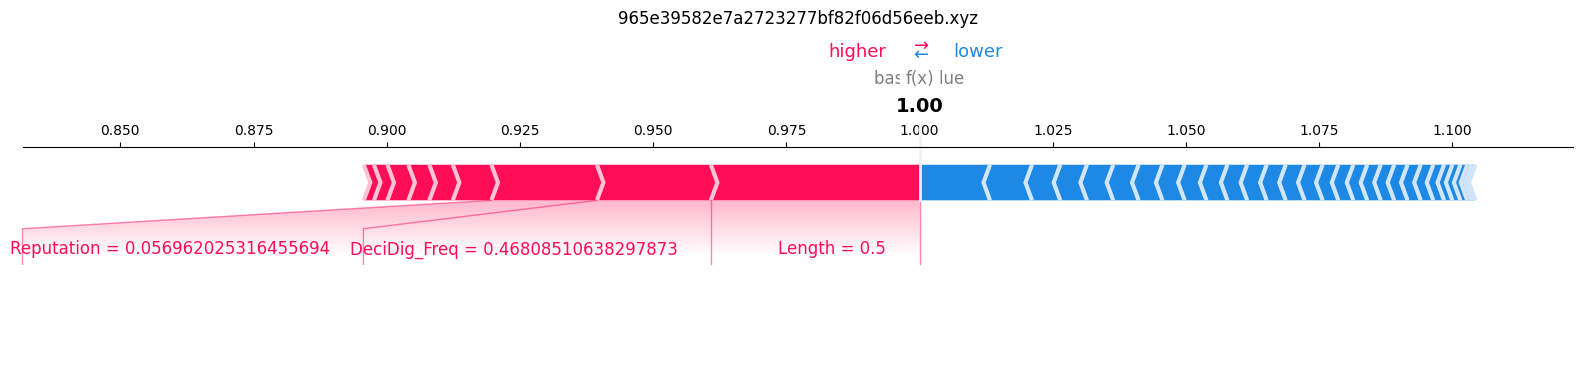 965e39582e7a2723277bf82f06d56eeb.xyz
higher ⇄ lower
bas f(x) lue
1.00
0.850 0.875 0.900 0.925 0.950 0.975 1.000 1.025 1.050 1.075 1.100
Reputation = 0.056962025316455694 DeciDig_Freq = 0.46808510638297873 Length = 0.5